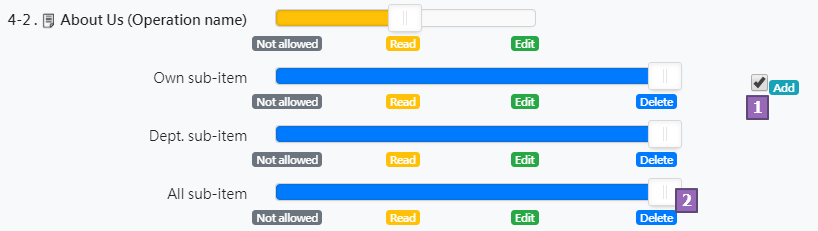 4-2 . About Us (Operation name)
Not allowed Read Edit
Own sub-item
Not allowed Read Edit Delete
Add
1
Dept. sub-item
Not allowed Read Edit Delete
All sub-item
2
Not allowed Read Edit Delete